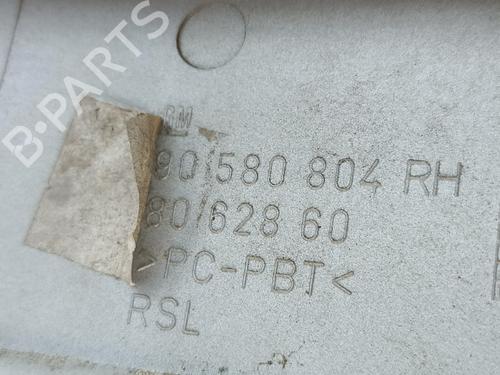 GM
90 580 804 RH
80 628 60
>PC-PBT<
RSL
B-PARTS